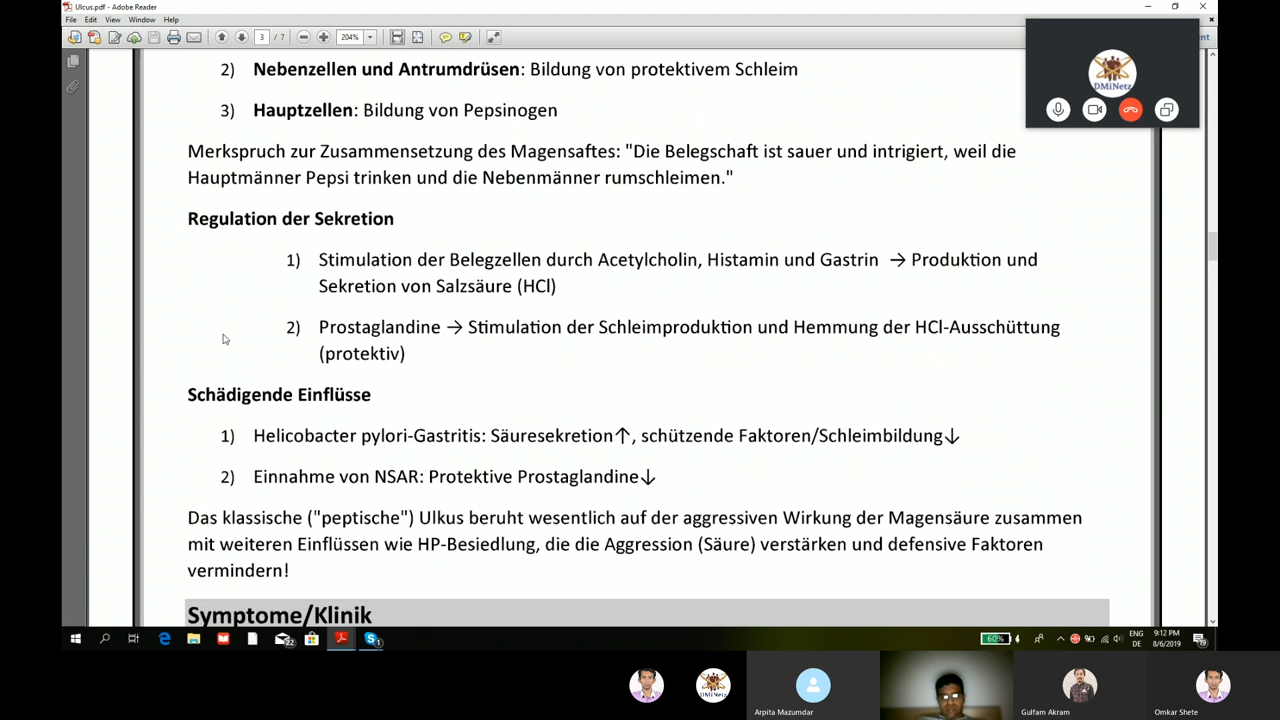 Ulcus.pdf - Adobe Reader
File Edit View Window Help
3 / 7
204%
2) Nebenzellen und Antrumdrüsen: Bildung von protektivem Schleim
3) Hauptzellen: Bildung von Pepsinogen
Merkspruch zur Zusammensetzung des Magensaftes: "Die Belegschaft ist sauer und intrigiert, weil die
Hauptmänner Pepsi trinken und die Nebenmänner rumschleimen."
Regulation der Sekretion
1) Stimulation der Belegzellen durch Acetylcholin, Histamin und Gastrin → Produktion und
Sekretion von Salzsäure (HCl)
2) Prostaglandine → Stimulation der Schleimproduktion und Hemmung der HCl-Ausschüttung
(protektiv)
Schädigende Einflüsse
1) Helicobacter pylori-Gastritis: Säuresekretion↑, schützende Faktoren/Schleimbildung↓
2) Einnahme von NSAR: Protektive Prostaglandine↓
Das klassische ("peptische") Ulkus beruht wesentlich auf der aggressiven Wirkung der Magensäure zusammen
mit weiteren Einflüssen wie HP-Besiedlung, die die Aggression (Säure) verstärken und defensive Faktoren
vermindern!
Symptome/Klinik
DMiNetz
60%
ENG
DE
9:12 PM
8/6/2019
Arpita Mazumdar
Gulfam Akram
Omkar Shete